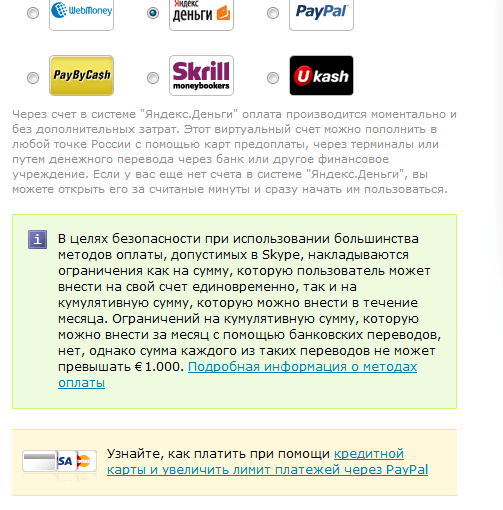 WebMoney Яндекс ДЕНЬГИ PayPal
PayByCash Skrill moneybookers Ukash
Через счет в системе "Яндекс.Деньги" оплата производится моментально и
без дополнительных затрат. Этот виртуальный счет можно пополнить в
любой точке России с помощью карт предоплаты, через терминалы или
путем денежного перевода через банк или другое финансовое
учреждение. Если у вас еще нет счета в системе "Яндекс.Деньги", вы
можете открыть его за считаные минуты и сразу начать им пользоваться.
i В целях безопасности при использовании большинства
методов оплаты, допустимых в Skype, накладываются
ограничения как на сумму, которую пользователь может
внести на свой счет единовременно, так и на
кумулятивную сумму, которую можно внести в течение
месяца. Ограничений на кумулятивную сумму, которую
можно внести за месяц с помощью банковских переводов,
нет, однако сумма каждого из таких переводов не может
превышать €1.000. Подробная информация о методах
оплаты
VISA Узнайте, как платить при помощи кредитной
карты и увеличить лимит платежей через PayPal